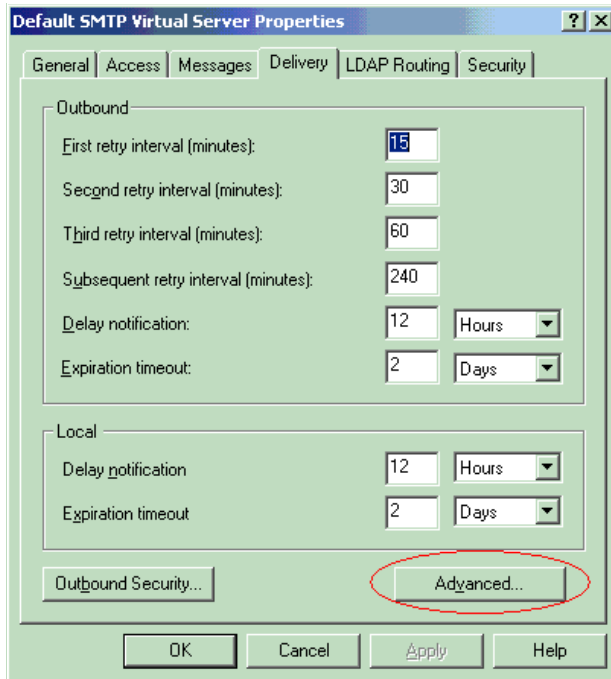 Default SMTP Virtual Server Properties
General Access Messages Delivery LDAP Routing Security
Outbound
First retry interval (minutes): 15
Second retry interval (minutes): 30
Third retry interval (minutes): 60
Subsequent retry interval (minutes): 240
Delay notification: 12 Hours
Expiration timeout: 2 Days
Local
Delay notification 12 Hours
Expiration timeout 2 Days
Outbound Security... Advanced...
OK Cancel Apply Help